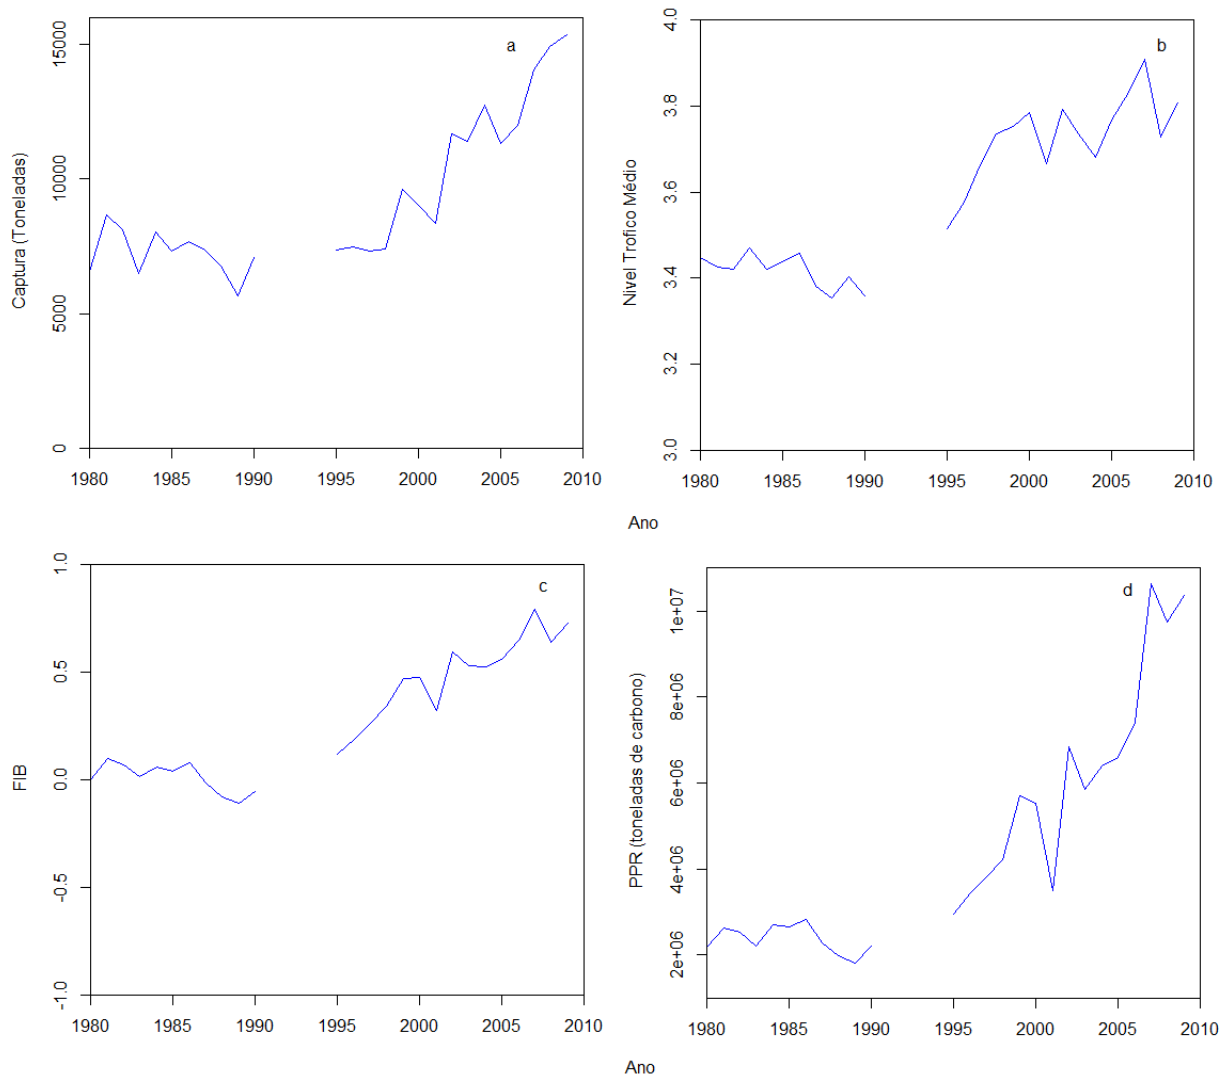 a
Captura (Toneladas)
15000
10000
5000
0
1980 1985 1990 1995 2000 2005 2010
b
Nivel Trofico Médio
4.0
3.8
3.6
3.4
3.2
3.0
1980 1985 1990 1995 2000 2005 2010
Ano
c
FIB
1.0
0.5
0.0
-0.5
-1.0
1980 1985 1990 1995 2000 2005 2010
d
PPR (toneladas de carbono)
1e+07
8e+06
6e+06
4e+06
2e+06
1980 1985 1990 1995 2000 2005 2010
Ano